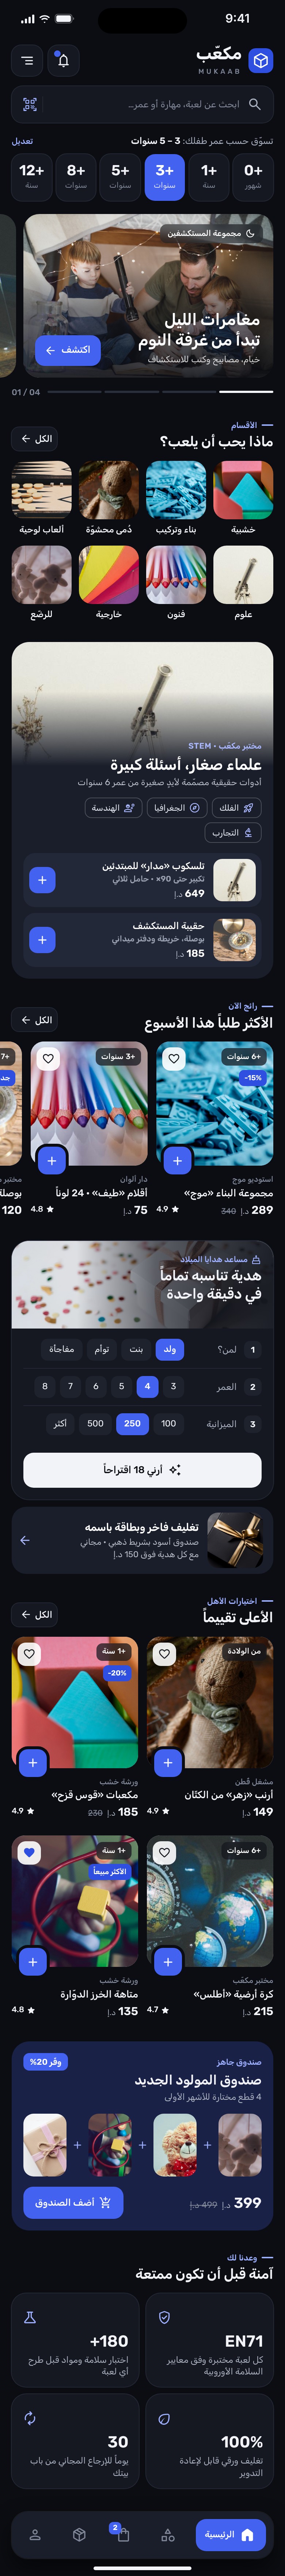 9:41
مكعّب
MUKAAB
ابحث عن لعبة، مهارة أو عمر...
تسوّق حسب عمر طفلك: 3 – 5 سنوات
تعديل
+0
شهور
+1
سنة
+3
سنوات
+5
سنوات
+8
سنوات
+12
سنة
مجموعة المستكشفين
مغامرات الليل
تبدأ من غرفة النوم
خيام، مصابيح وكتب للاستكشاف
اكتشف
01 / 04
الأقسام
ماذا يحب أن يلعب؟
الكل
خشبية
بناء وتركيب
دُمى محشوّة
ألعاب لوحية
علوم
فنون
خارجية
للرضّع
مختبر مكعّب • STEM
علماء صغار، أسئلة كبيرة
أدوات حقيقية مصمّمة لأيدٍ صغيرة من عمر 6 سنوات
الفلك
الجغرافيا
الهندسة
التجارب
تلسكوب «مدار» للمبتدئين
تكبير حتى 90× • حامل ثلاثي
649 د.إ
حقيبة المستكشف
بوصلة، خريطة ودفتر ميداني
185 د.إ
رائج الآن
الأكثر طلباً هذا الأسبوع
الكل
+6 سنوات
-15%
استوديو موج
مجموعة البناء «موج»
289 د.إ 340
4.9
+3 سنوات
دار ألوان
أقلام «طيف» • 24 لوناً
75 د.إ
4.8
+7
120
مساعد هدايا الميلاد
هدية تناسبه تماماً
في دقيقة واحدة
1
لمن؟
ولد
بنت
توأم
مفاجأة
2
العمر
3
4
5
6
7
8
3
الميزانية
100
250
500
أكثر
أرني 18 اقتراحاً
تغليف فاخر وبطاقة باسمه
صندوق أسود بشريط ذهبي • مجاني
مع كل هدية فوق 150 د.إ
اختيارات الأهل
الأعلى تقييماً
الكل
من الولادة
مشغل قطن
أرنب «زهر» من الكتّان
149 د.إ
4.9
+1 سنة
-20%
ورشة خشب
مكعبات «قوس قزح»
185 د.إ 230
4.9
+6 سنوات
مختبر مكعّب
كرة أرضية «أطلس»
215 د.إ
4.7
+1 سنة
الأكثر مبيعاً
ورشة خشب
متاهة الخرز الدوّارة
135 د.إ
4.8
صندوق جاهز
وفّر 20%
صندوق المولود الجديد
4 قطع مختارة للأشهر الأولى
399 د.إ 499 د.إ
أضف الصندوق
وعدنا لك
آمنة قبل أن تكون ممتعة
EN71
كل لعبة مختبرة وفق معايير
السلامة الأوروبية
+180
اختبار سلامة ومواد قبل طرح
أي لعبة
100%
تغليف ورقي قابل لإعادة
التدوير
30
يوماً للإرجاع المجاني من باب
بيتك
الرئيسية
2